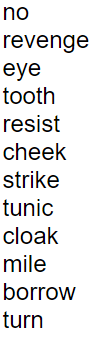 no
revenge
eye
tooth
resist
cheek
strike
tunic
cloak
mile
borrow
turn